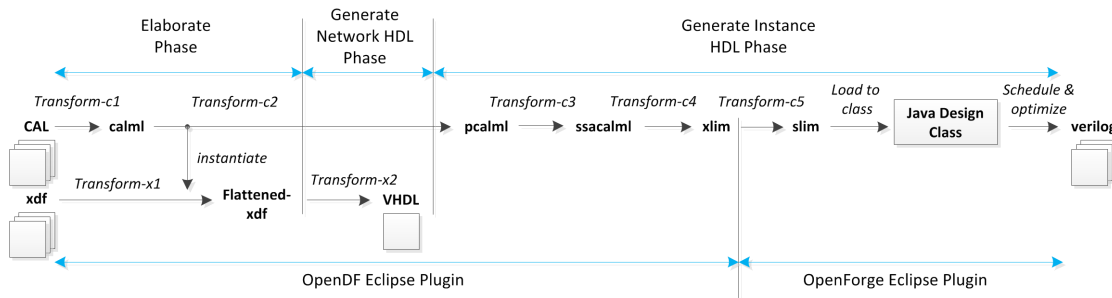 Elaborate
Phase
Generate
Network HDL
Phase
Generate Instance
HDL Phase
Transform-c1
Transform-c2
Transform-c3
Transform-c4
Transform-c5
Load to
class
Schedule &
optimize
CAL
calml
pcalml
ssacalml
xlim
slim
Java Design
Class
verilog
instantiate
xdf
Transform-x1
Flattened-
xdf
Transform-x2
VHDL
OpenDF Eclipse Plugin
OpenForge Eclipse Plugin